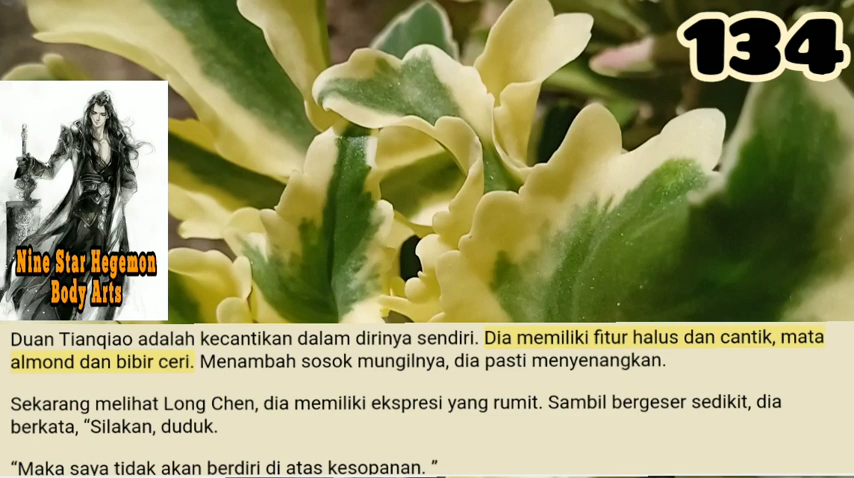 134
Nine Star Hegemon
Body Arts
Duan Tianqiao adalah kecantikan dalam dirinya sendiri. Dia memiliki fitur halus dan cantik, mata
almond dan bibir ceri. Menambah sosok mungilnya, dia pasti menyenangkan.
Sekarang melihat Long Chen, dia memiliki ekspresi yang rumit. Sambil bergeser sedikit, dia
berkata, “Silakan, duduk.
“Maka saya tidak akan berdiri di atas kesopanan. ”